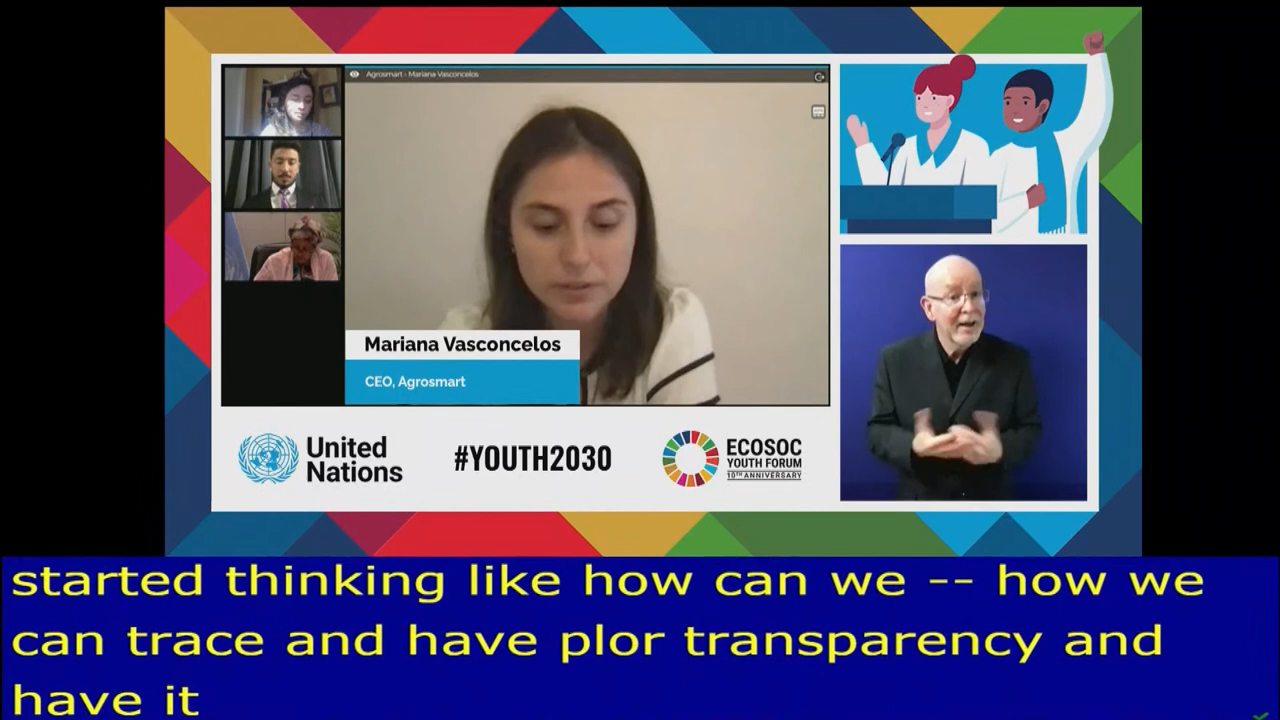 Agrosmart - Mariana Vasconcelos
Mariana Vasconcelos
CEO, Agrosmart
United
Nations
#YOUTH2030
ECOSOC
YOUTH FORUM
10TH ANNIVERSARY
started thinking like how can we -- how we
can trace and have plor transparency and
have it